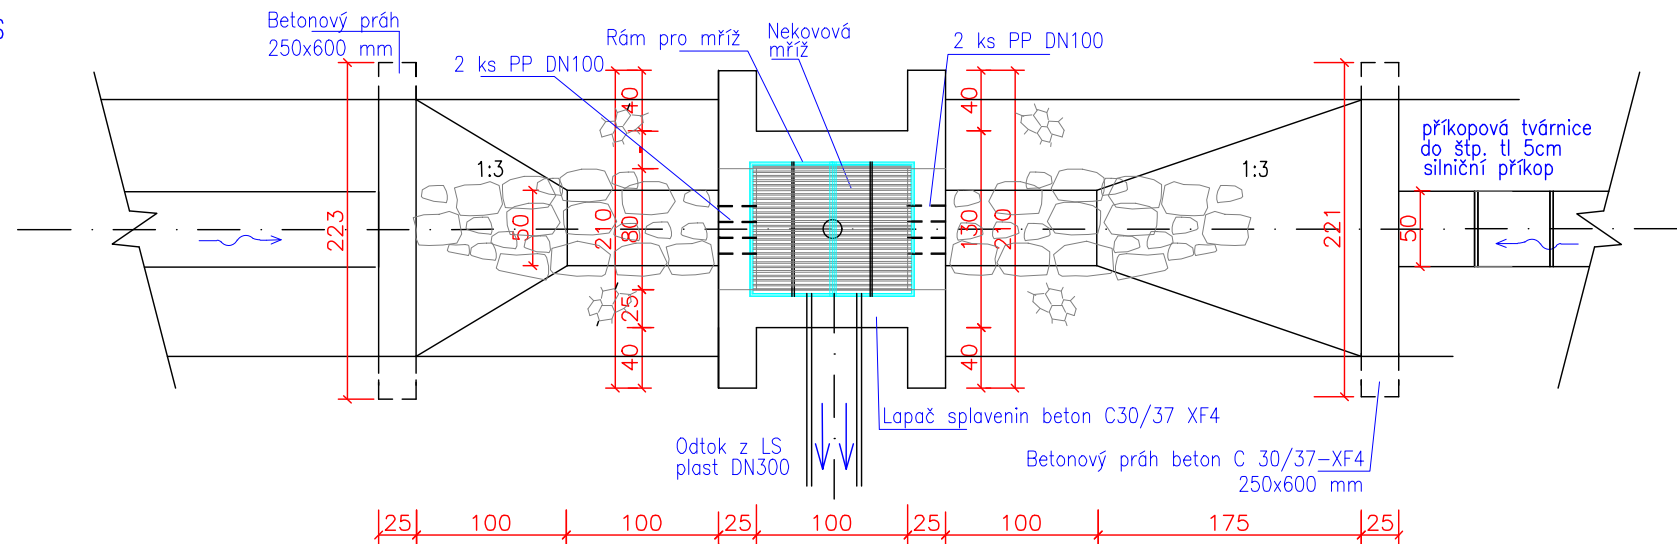 Betonový práh
250x600 mm
2 ks PP DN100
Rám pro mříž
Nekovová
mříž
2 ks PP DN100
příkopová tvárnice
do štp. tl 5cm
silniční příkop
1:3
1:3
223
50
210
40
80
25
40
40
130
40
210
221
50
Lapač splavenin beton C30/37 XF4
Odtok z LS
plast DN300
Betonový práh beton C 30/37-XF4
250x600 mm
25
100
100
25
100
25
100
175
25